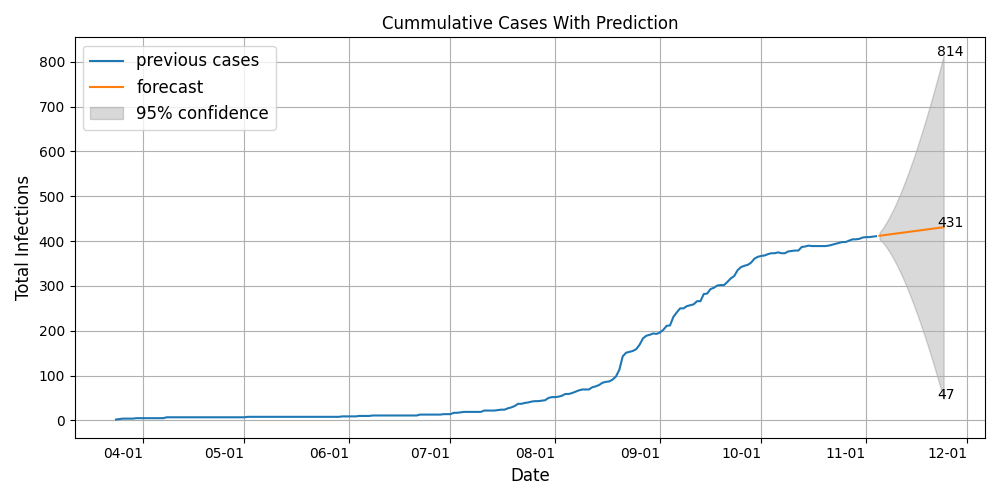 Cummulative Cases With Prediction
previous cases
forecast
95% confidence
Total Infections
800
700
600
500
400
300
200
100
0
814
431
47
04-01 05-01 06-01 07-01 08-01 09-01 10-01 11-01 12-01
Date